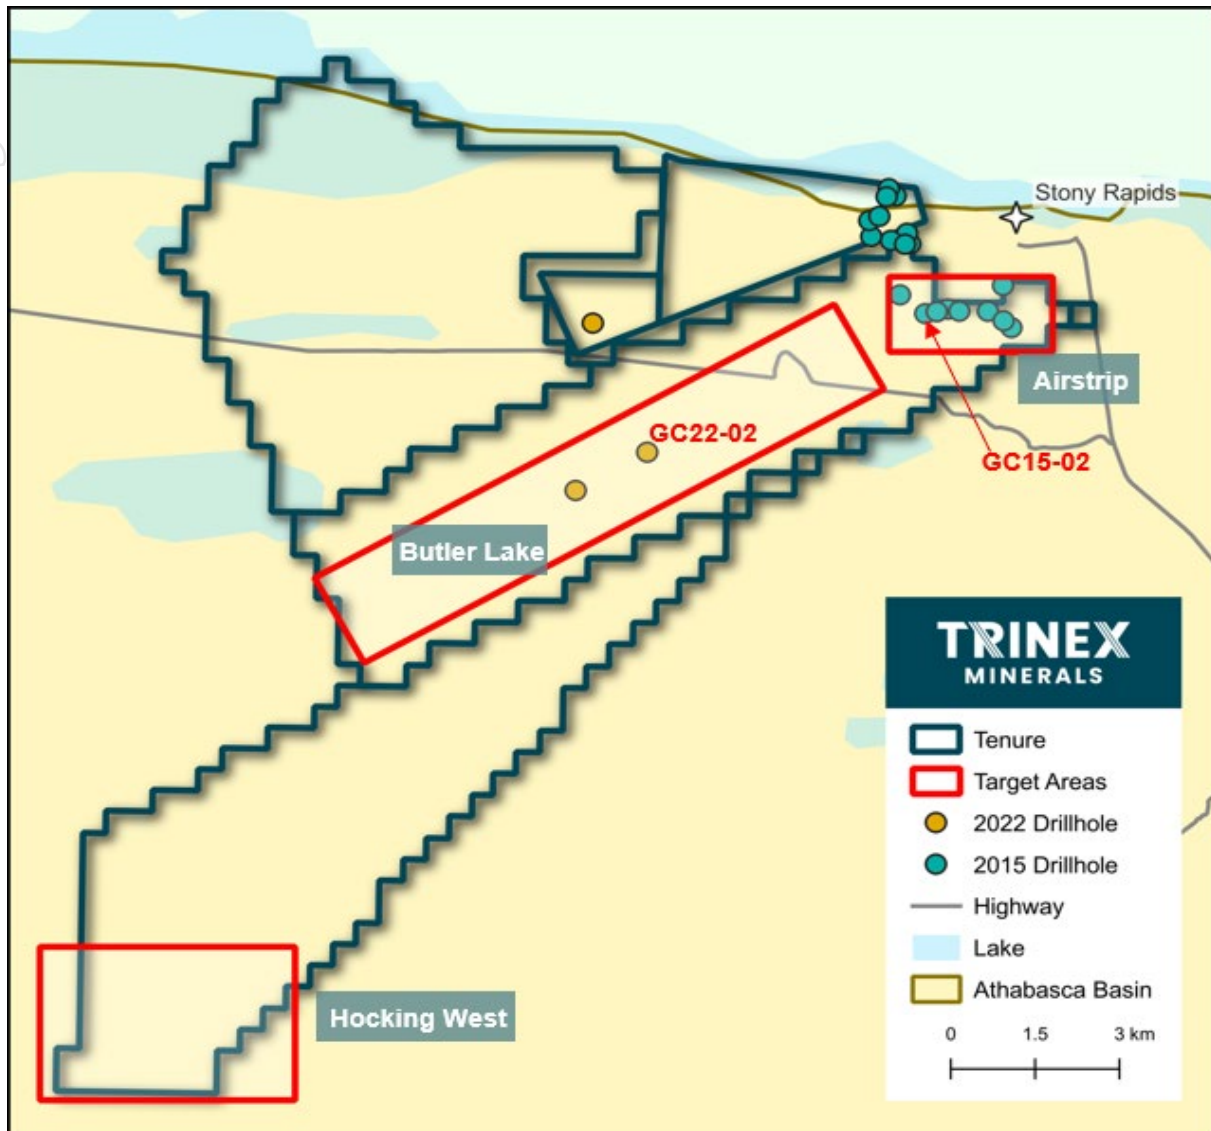 Stony Rapids
Airstrip
GC22-02
GC15-02
Butler Lake
Hocking West
TRINEX
MINERALS
Tenure
Target Areas
2022 Drillhole
2015 Drillhole
Highway
Lake
Athabasca Basin
0 1.5 3 km